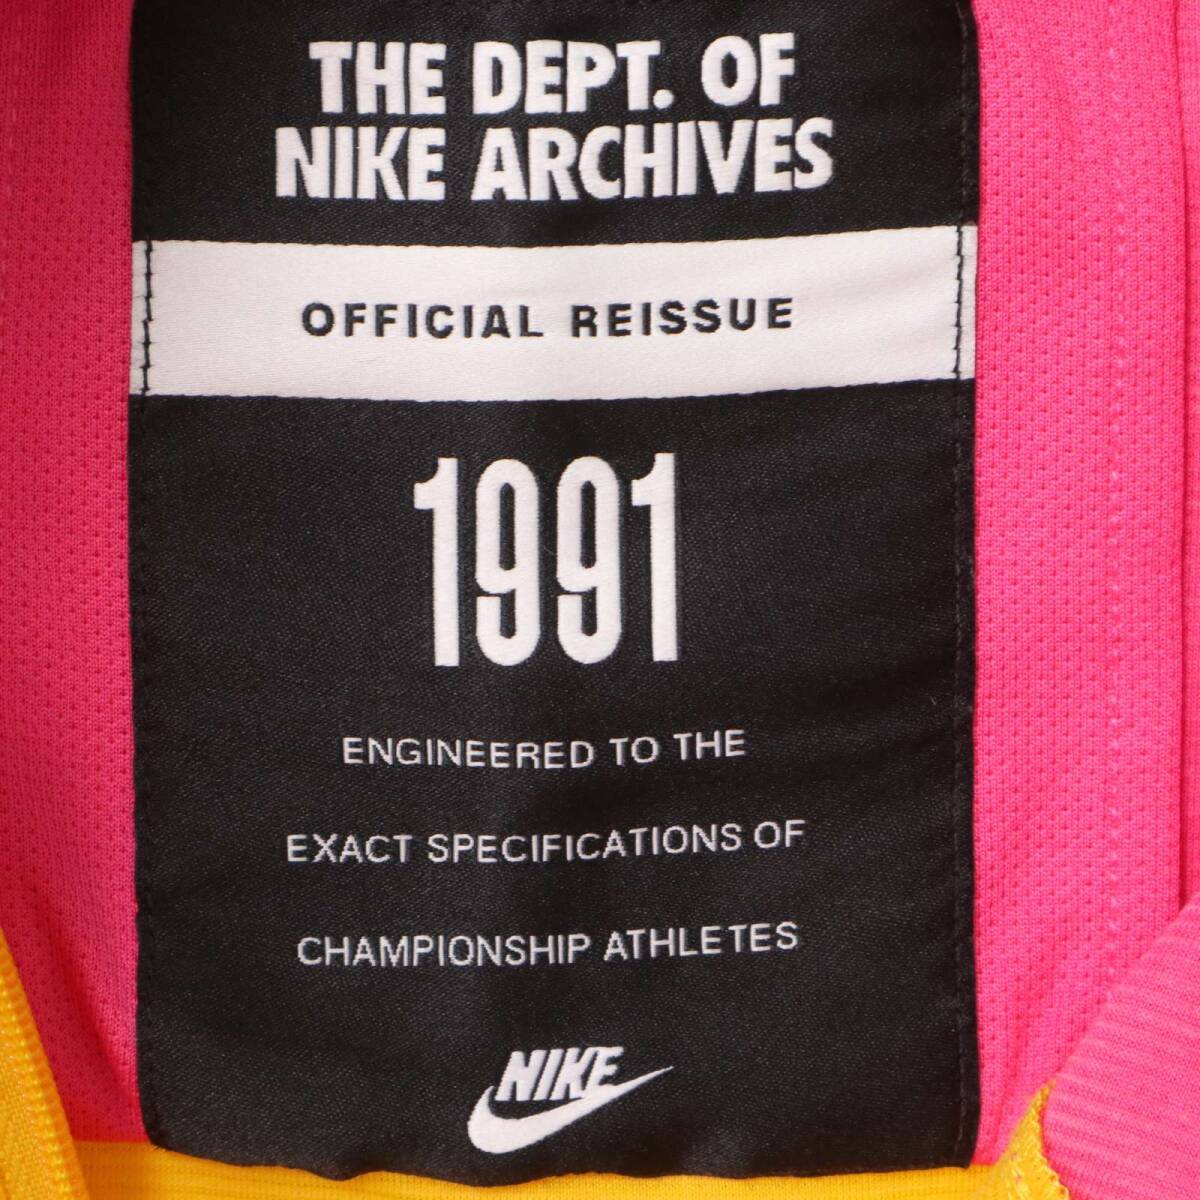 THE DEPT. OF
NIKE ARCHIVES
OFFICIAL REISSUE
1991
ENGINEERED TO THE
EXACT SPECIFICATIONS OF
CHAMPIONSHIP ATHLETES
NIKE